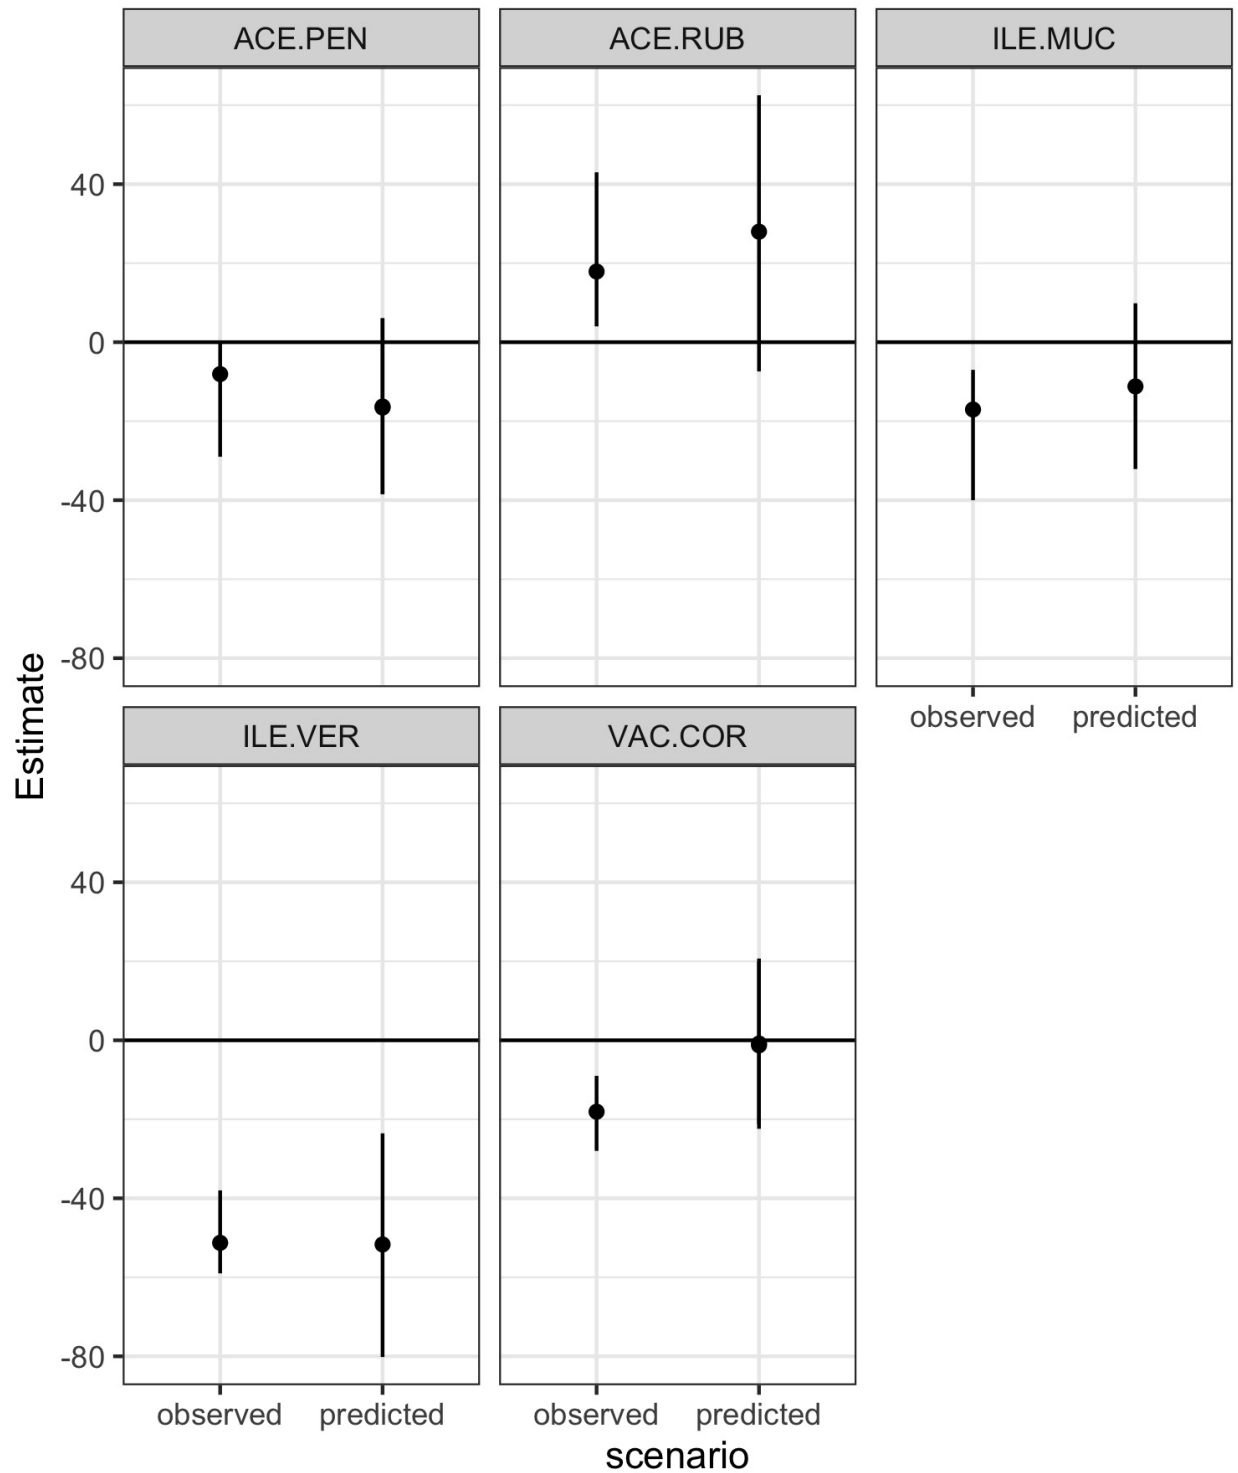 ACE.PEN ACE.RUB ILE.MUC
40
0
-40
-80
observed predicted
Estimate
ILE.VER VAC.COR
40
0
-40
-80
observed predicted observed predicted
scenario